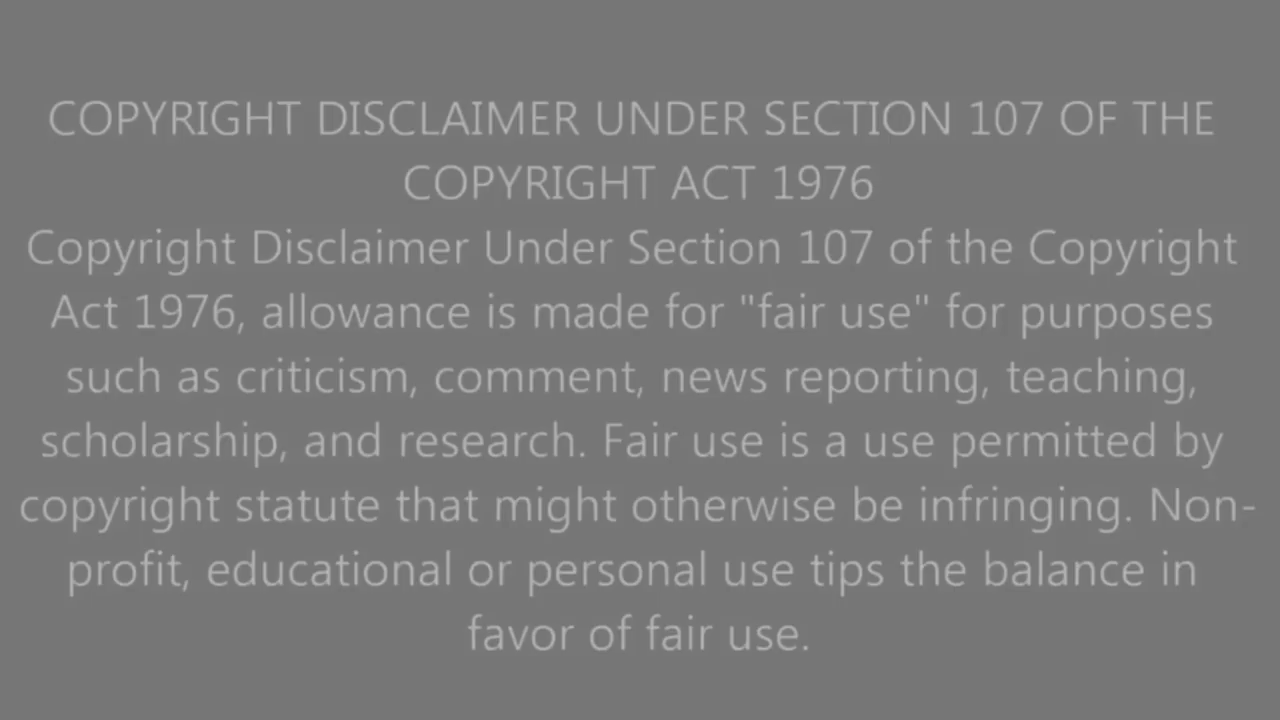 COPYRIGHT DISCLAIMER UNDER SECTION 107 OF THE
COPYRIGHT ACT 1976
Copyright Disclaimer Under Section 107 of the Copyright
Act 1976, allowance is made for "fair use" for purposes
such as criticism, comment, news reporting, teaching,
scholarship, and research. Fair use is a use permitted by
copyright statute that might otherwise be infringing. Non-
profit, educational or personal use tips the balance in
favor of fair use.